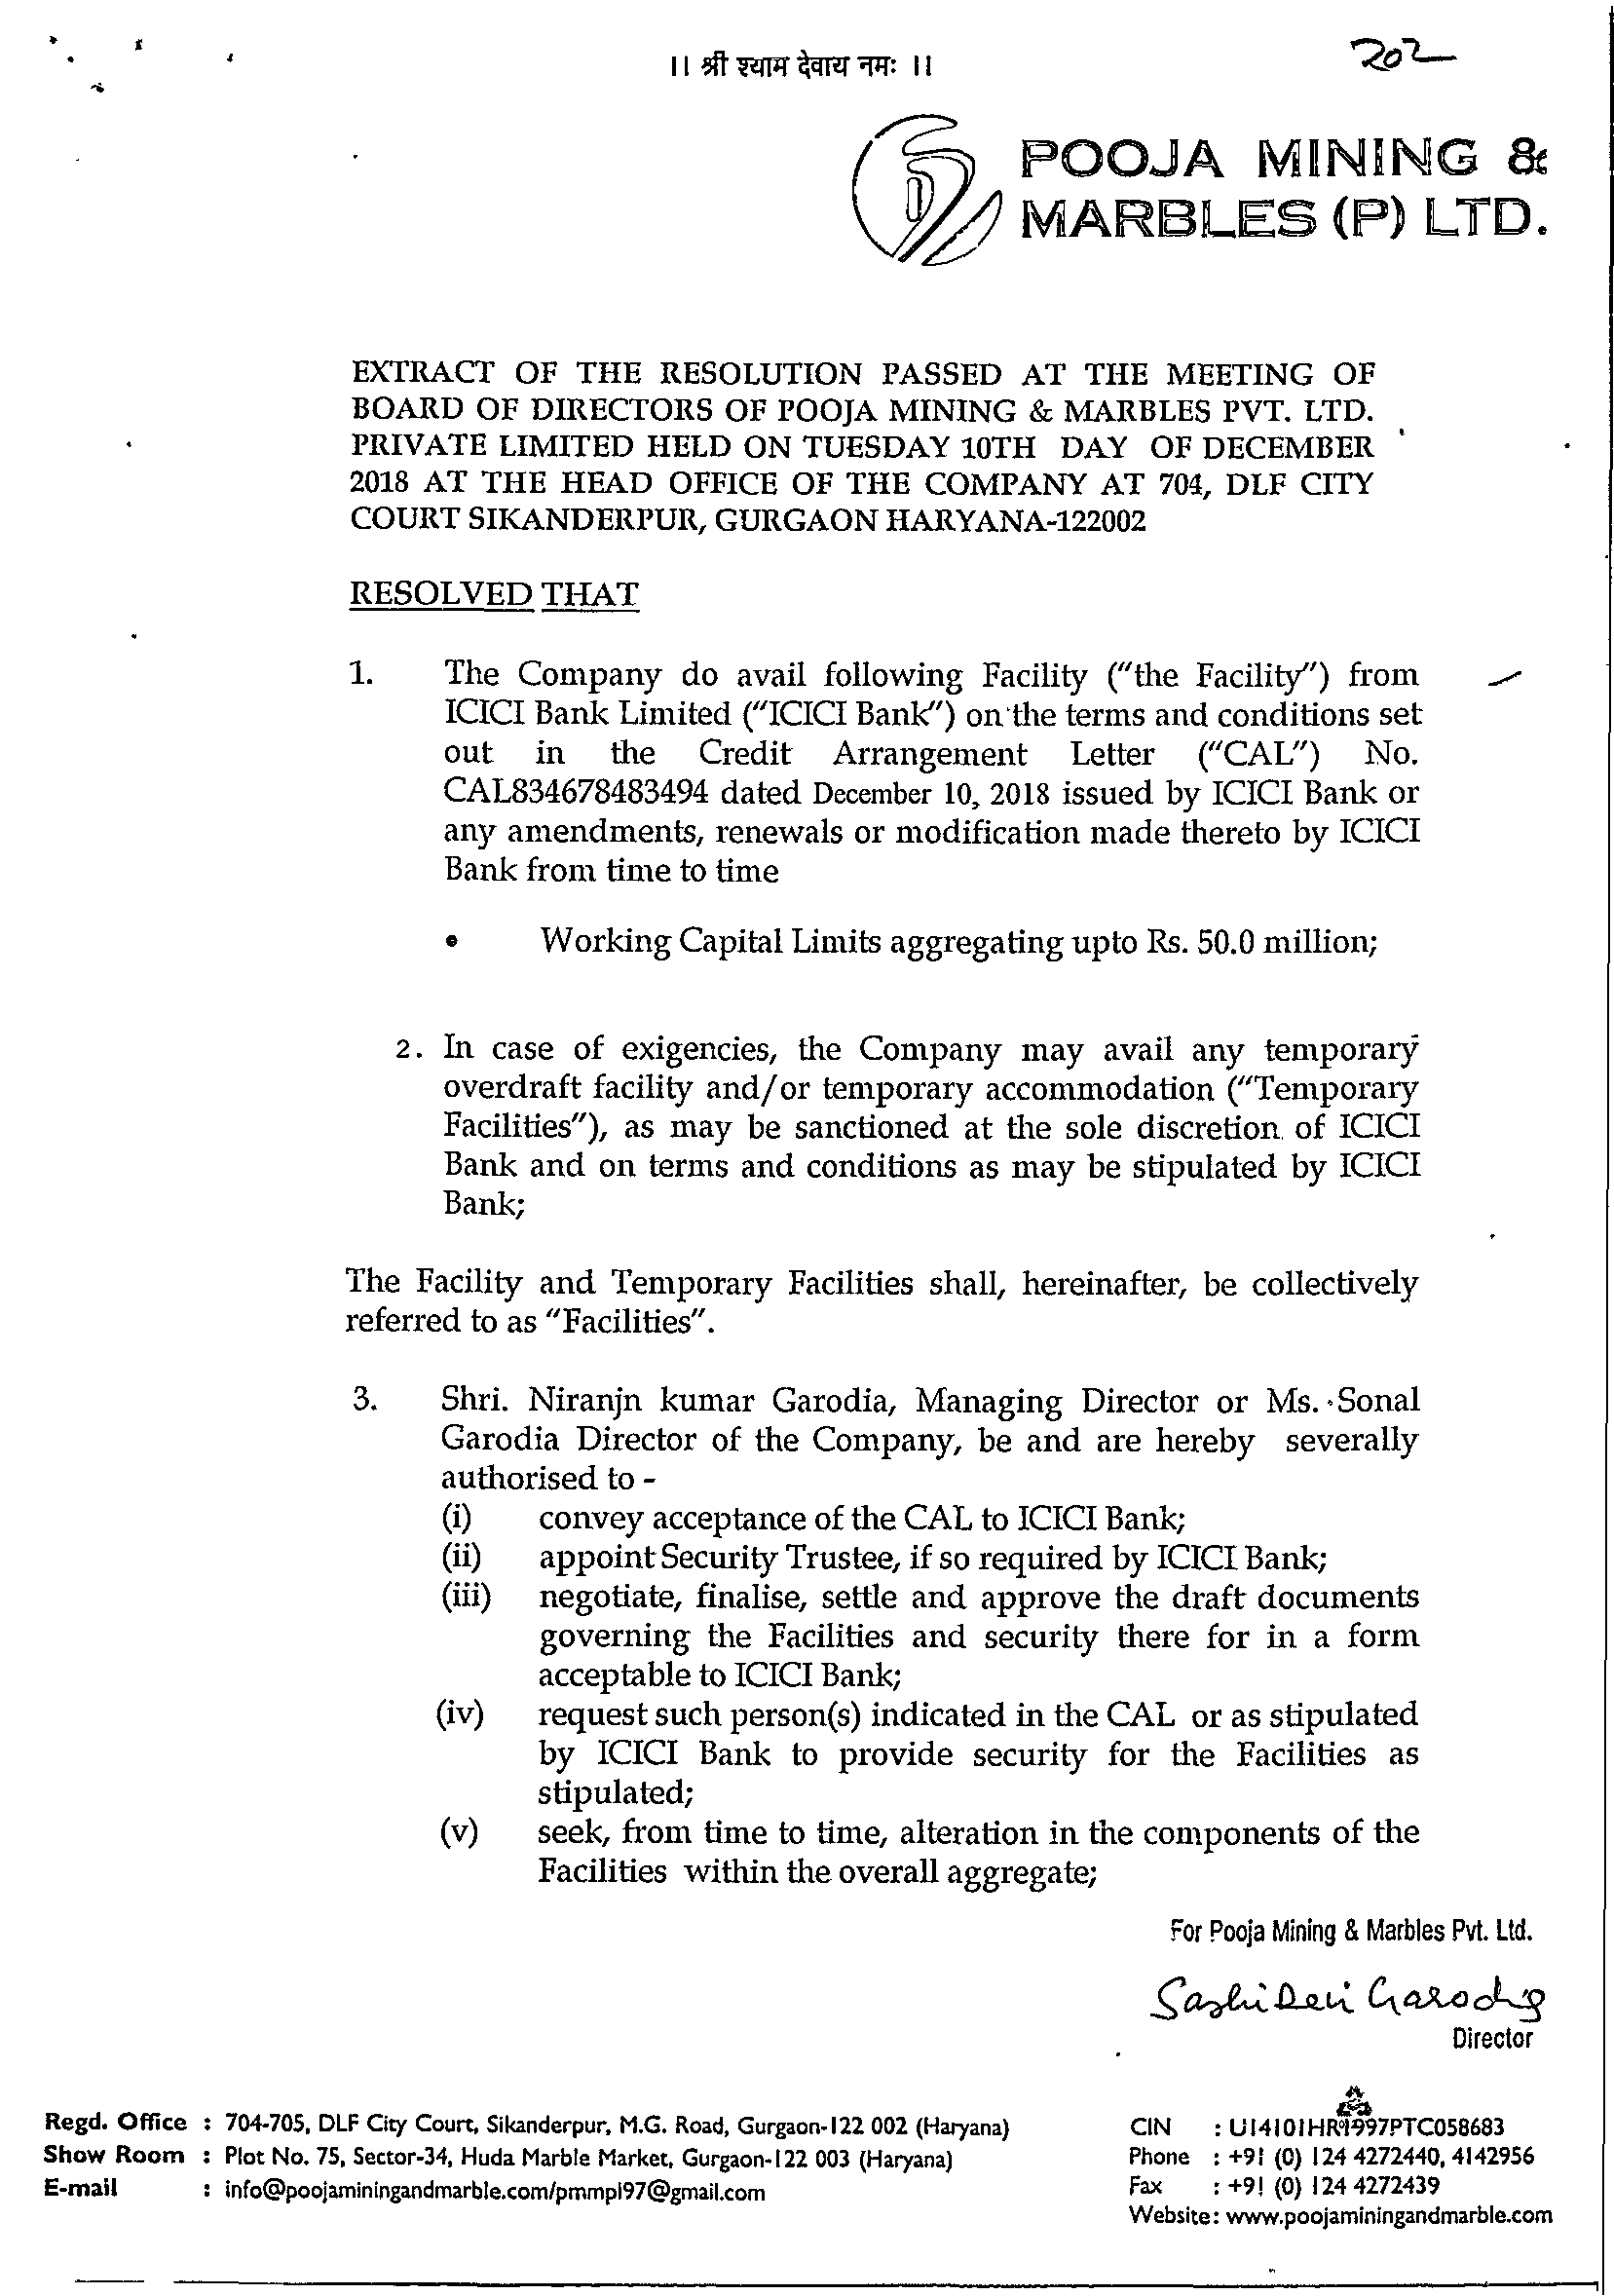 ।। श्री श्याम देवाय नमः ।।
202
POOJA MINING &
MARBLES (P) LTD.
EXTRACT OF THE RESOLUTION PASSED AT THE MEETING OF
BOARD OF DIRECTORS OF POOJA MINING & MARBLES PVT. LTD.
PRIVATE LIMITED HELD ON TUESDAY 10TH DAY OF DECEMBER
2018 AT THE HEAD OFFICE OF THE COMPANY AT 704, DLF CITY
COURT SIKANDERPUR, GURGAON HARYANA-122002
RESOLVED THAT
1. The Company do avail following Facility ("the Facility") from
ICICI Bank Limited ("ICICI Bank") on the terms and conditions set
out in the Credit Arrangement Letter ("CAL") No.
CAL834678483494 dated December 10, 2018 issued by ICICI Bank or
any amendments, renewals or modification made thereto by ICICI
Bank from time to time
• Working Capital Limits aggregating upto Rs. 50.0 million;
2. In case of exigencies, the Company may avail any temporary
overdraft facility and/or temporary accommodation ("Temporary
Facilities"), as may be sanctioned at the sole discretion of ICICI
Bank and on terms and conditions as may be stipulated by ICICI
Bank;
The Facility and Temporary Facilities shall, hereinafter, be collectively
referred to as "Facilities".
3. Shri. Niranjn kumar Garodia, Managing Director or Ms. Sonal
Garodia Director of the Company, be and are hereby severally
authorised to -
(i) convey acceptance of the CAL to ICICI Bank;
(ii) appoint Security Trustee, if so required by ICICI Bank;
(iii) negotiate, finalise, settle and approve the draft documents
governing the Facilities and security there for in a form
acceptable to ICICI Bank;
(iv) request such person(s) indicated in the CAL or as stipulated
by ICICI Bank to provide security for the Facilities as
stipulated;
(v) seek, from time to time, alteration in the components of the
Facilities within the overall aggregate;
For Pooja Mining & Marbles Pvt. Ltd.
Sashi Devi Garodia
Director
Regd. Office : 704-705, DLF City Court, Sikanderpur, M.G. Road, Gurgaon-122 002 (Haryana)
Show Room : Plot No. 75, Sector-34, Huda Marble Market, Gurgaon-122 003 (Haryana)
E-mail : info@poojaminingandmarble.com/pmmpl97@gmail.com
CIN : U14101HR1997PTC058683
Phone : +91 (0) 124 4272440, 4142956
Fax : +91 (0) 124 4272439
Website: www.poojaminingandmarble.com